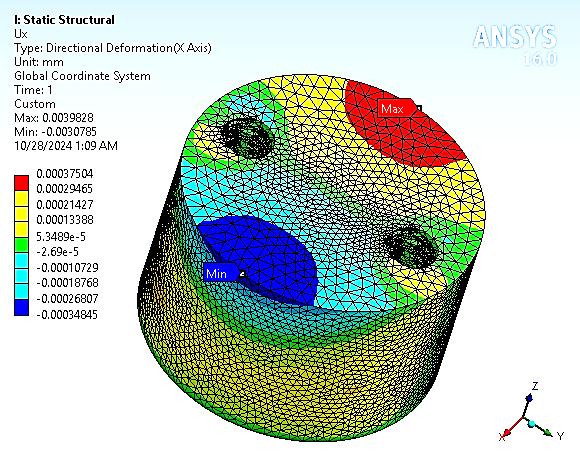 I: Static Structural
Ux
Type: Directional Deformation(X Axis)
Unit: mm
Global Coordinate System
Time: 1
Custom
Max: 0.0039828
Min: -0.0030785
10/28/2024 1:09 AM
ANSYS
16.0
0.00037504
0.00029465
0.00021427
0.00013388
5.3489e-5
-2.69e-5
-0.00010729
-0.00018768
-0.00026807
-0.00034845
Max
Min
Z
X
Y